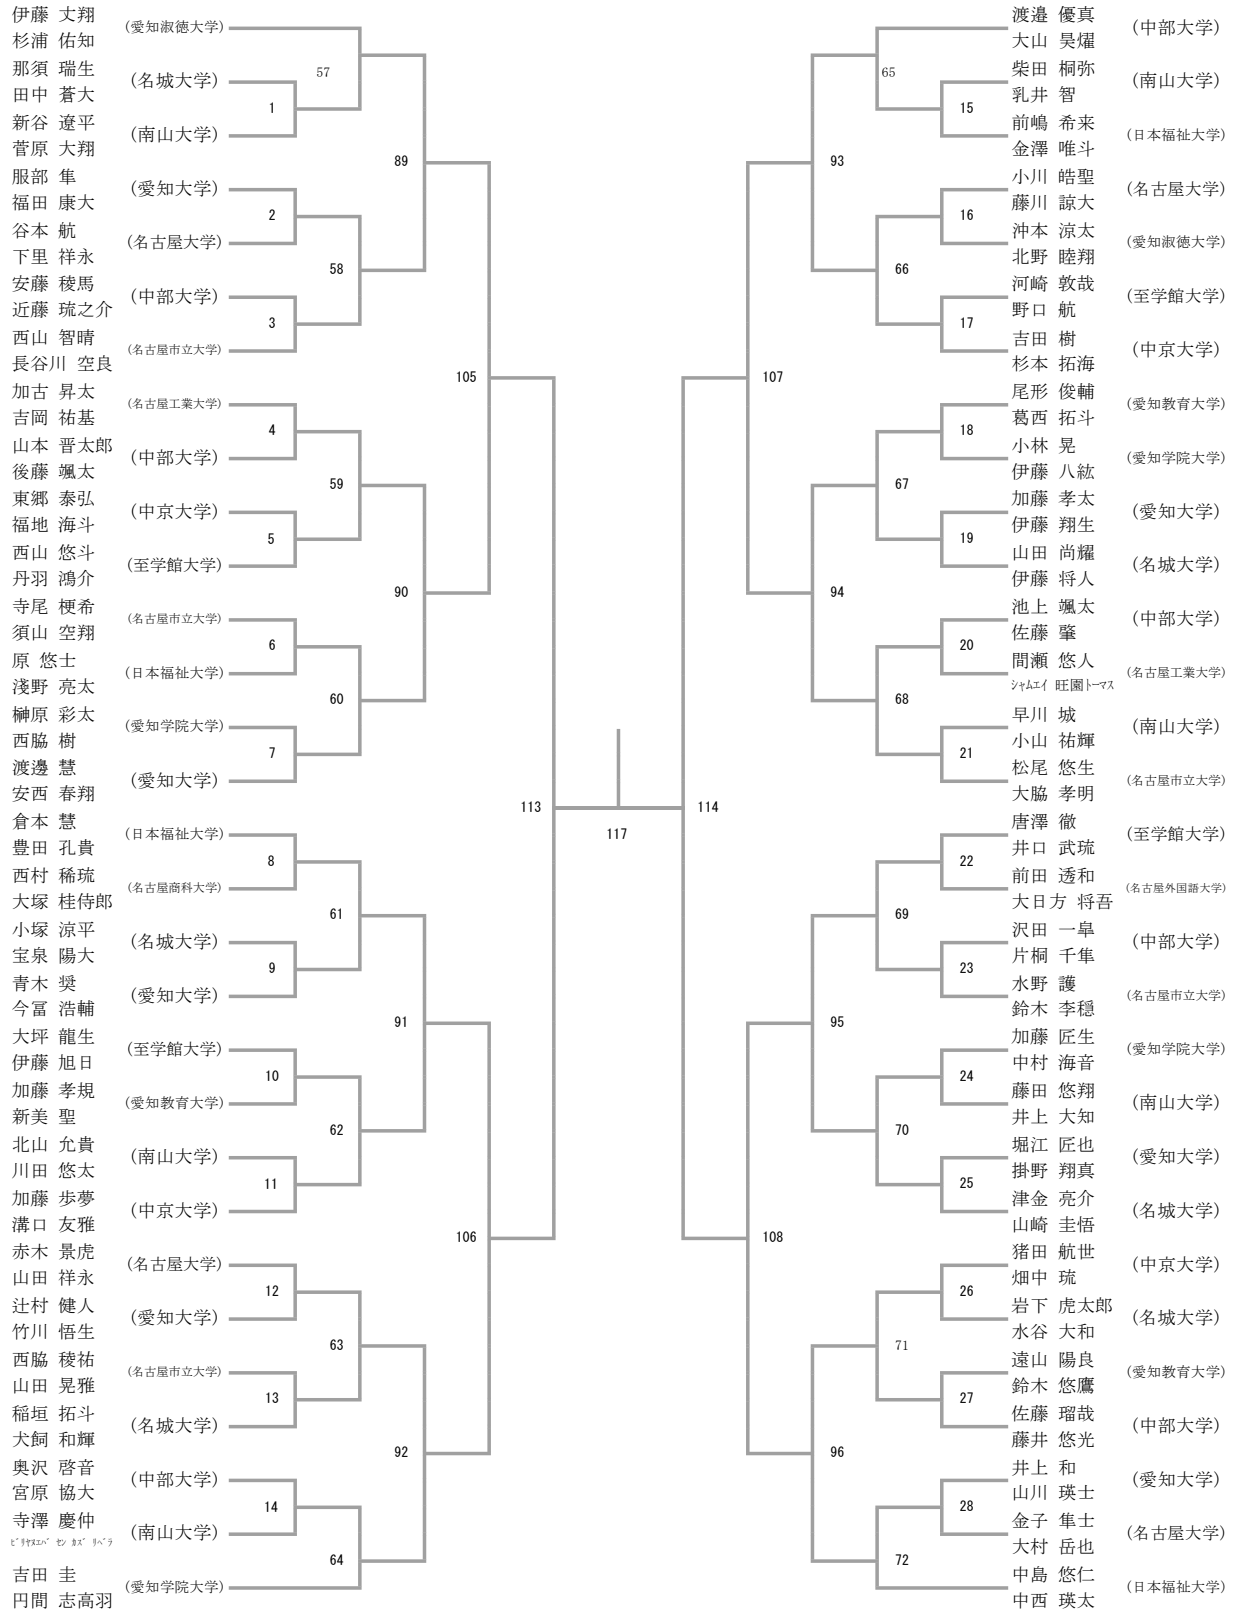 伊藤 丈翔
杉浦 佑知
(愛知淑徳大学)
那須 瑞生
田中 蒼大
(名城大学)
新谷 遼平
菅原 大翔
(南山大学)
服部 隼
福田 康大
(愛知大学)
谷本 航
下里 祥永
(名古屋大学)
安藤 稜馬
近藤 琉之介
(中部大学)
西山 智晴
長谷川 空良
(名古屋市立大学)
加古 昇太
吉岡 祐基
(名古屋工業大学)
山本 晋太郎
後藤 颯太
(中部大学)
東郷 泰弘
福地 海斗
(中京大学)
西山 悠斗
丹羽 鴻介
(至学館大学)
寺尾 梗希
須山 空翔
(名古屋市立大学)
原 悠士
淺野 亮太
(日本福祉大学)
榊原 彩太
西脇 樹
(愛知学院大学)
渡邊 慧
安西 春翔
(愛知大学)
倉本 慧
豊田 孔貴
(日本福祉大学)
西村 稀琉
大塚 桂侍郎
(名古屋商科大学)
小塚 涼平
宝泉 陽大
(名城大学)
青木 奨
今冨 浩輔
(愛知大学)
大坪 龍生
伊藤 旭日
(至学館大学)
加藤 孝規
新美 聖
(愛知教育大学)
北山 允貴
川田 悠太
(南山大学)
加藤 歩夢
溝口 友雅
(中京大学)
赤木 景虎
山田 祥永
(名古屋大学)
辻村 健人
竹川 悟生
(愛知大学)
西脇 稜祐
山田 晃雅
(名古屋市立大学)
稲垣 拓斗
犬飼 和輝
(名城大学)
奥沢 啓音
宮原 協大
(中部大学)
寺澤 慶仲
(南山大学)
吉田 圭
円間 志高羽
(愛知学院大学)
1
2
3
4
5
6
7
8
9
10
11
12
13
14
57
58
59
60
61
62
63
64
89
90
91
92
105
106
113
117
114
107
108
93
94
95
96
65
66
67
68
69
70
71
72
15
16
17
18
19
20
21
22
23
24
25
26
27
28
渡邉 優真
大山 昊燿
(中部大学)
柴田 桐弥
乳井 智
(南山大学)
前嶋 希来
金澤 唯斗
(日本福祉大学)
小川 皓聖
藤川 諒大
(名古屋大学)
沖本 涼太
北野 睦翔
(愛知淑徳大学)
河崎 敦哉
野口 航
(至学館大学)
吉田 樹
杉本 拓海
(中京大学)
尾形 俊輔
葛西 拓斗
(愛知教育大学)
小林 晃
伊藤 八紘
(愛知学院大学)
加藤 孝太
伊藤 翔生
(愛知大学)
山田 尚耀
伊藤 将人
(名城大学)
池上 颯太
佐藤 肇
(中部大学)
間瀬 悠人
シャムエイ 旺園トーマス
(名古屋工業大学)
早川 城
小山 祐輝
(南山大学)
松尾 悠生
大脇 孝明
(名古屋市立大学)
唐澤 徹
井口 武琉
(至学館大学)
前田 透和
大日方 将吾
(名古屋外国語大学)
沢田 一皐
片桐 千隼
(中部大学)
水野 護
鈴木 李穏
(名古屋市立大学)
加藤 匠生
中村 海音
(愛知学院大学)
藤田 悠翔
井上 大知
(南山大学)
堀江 匠也
掛野 翔真
(愛知大学)
津金 亮介
山崎 圭悟
(名城大学)
猪田 航世
畑中 琉
(中京大学)
岩下 虎太郎
水谷 大和
(名城大学)
遠山 陽良
鈴木 悠鷹
(愛知教育大学)
佐藤 瑠哉
藤井 悠光
(中部大学)
井上 和
山川 瑛士
(愛知大学)
金子 隼士
大村 岳也
(名古屋大学)
中島 悠仁
中西 瑛太
(日本福祉大学)